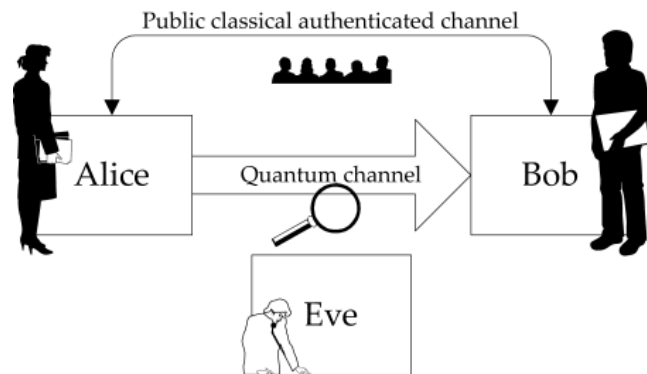 Public classical authenticated channel
Alice
Quantum channel
Bob
Eve